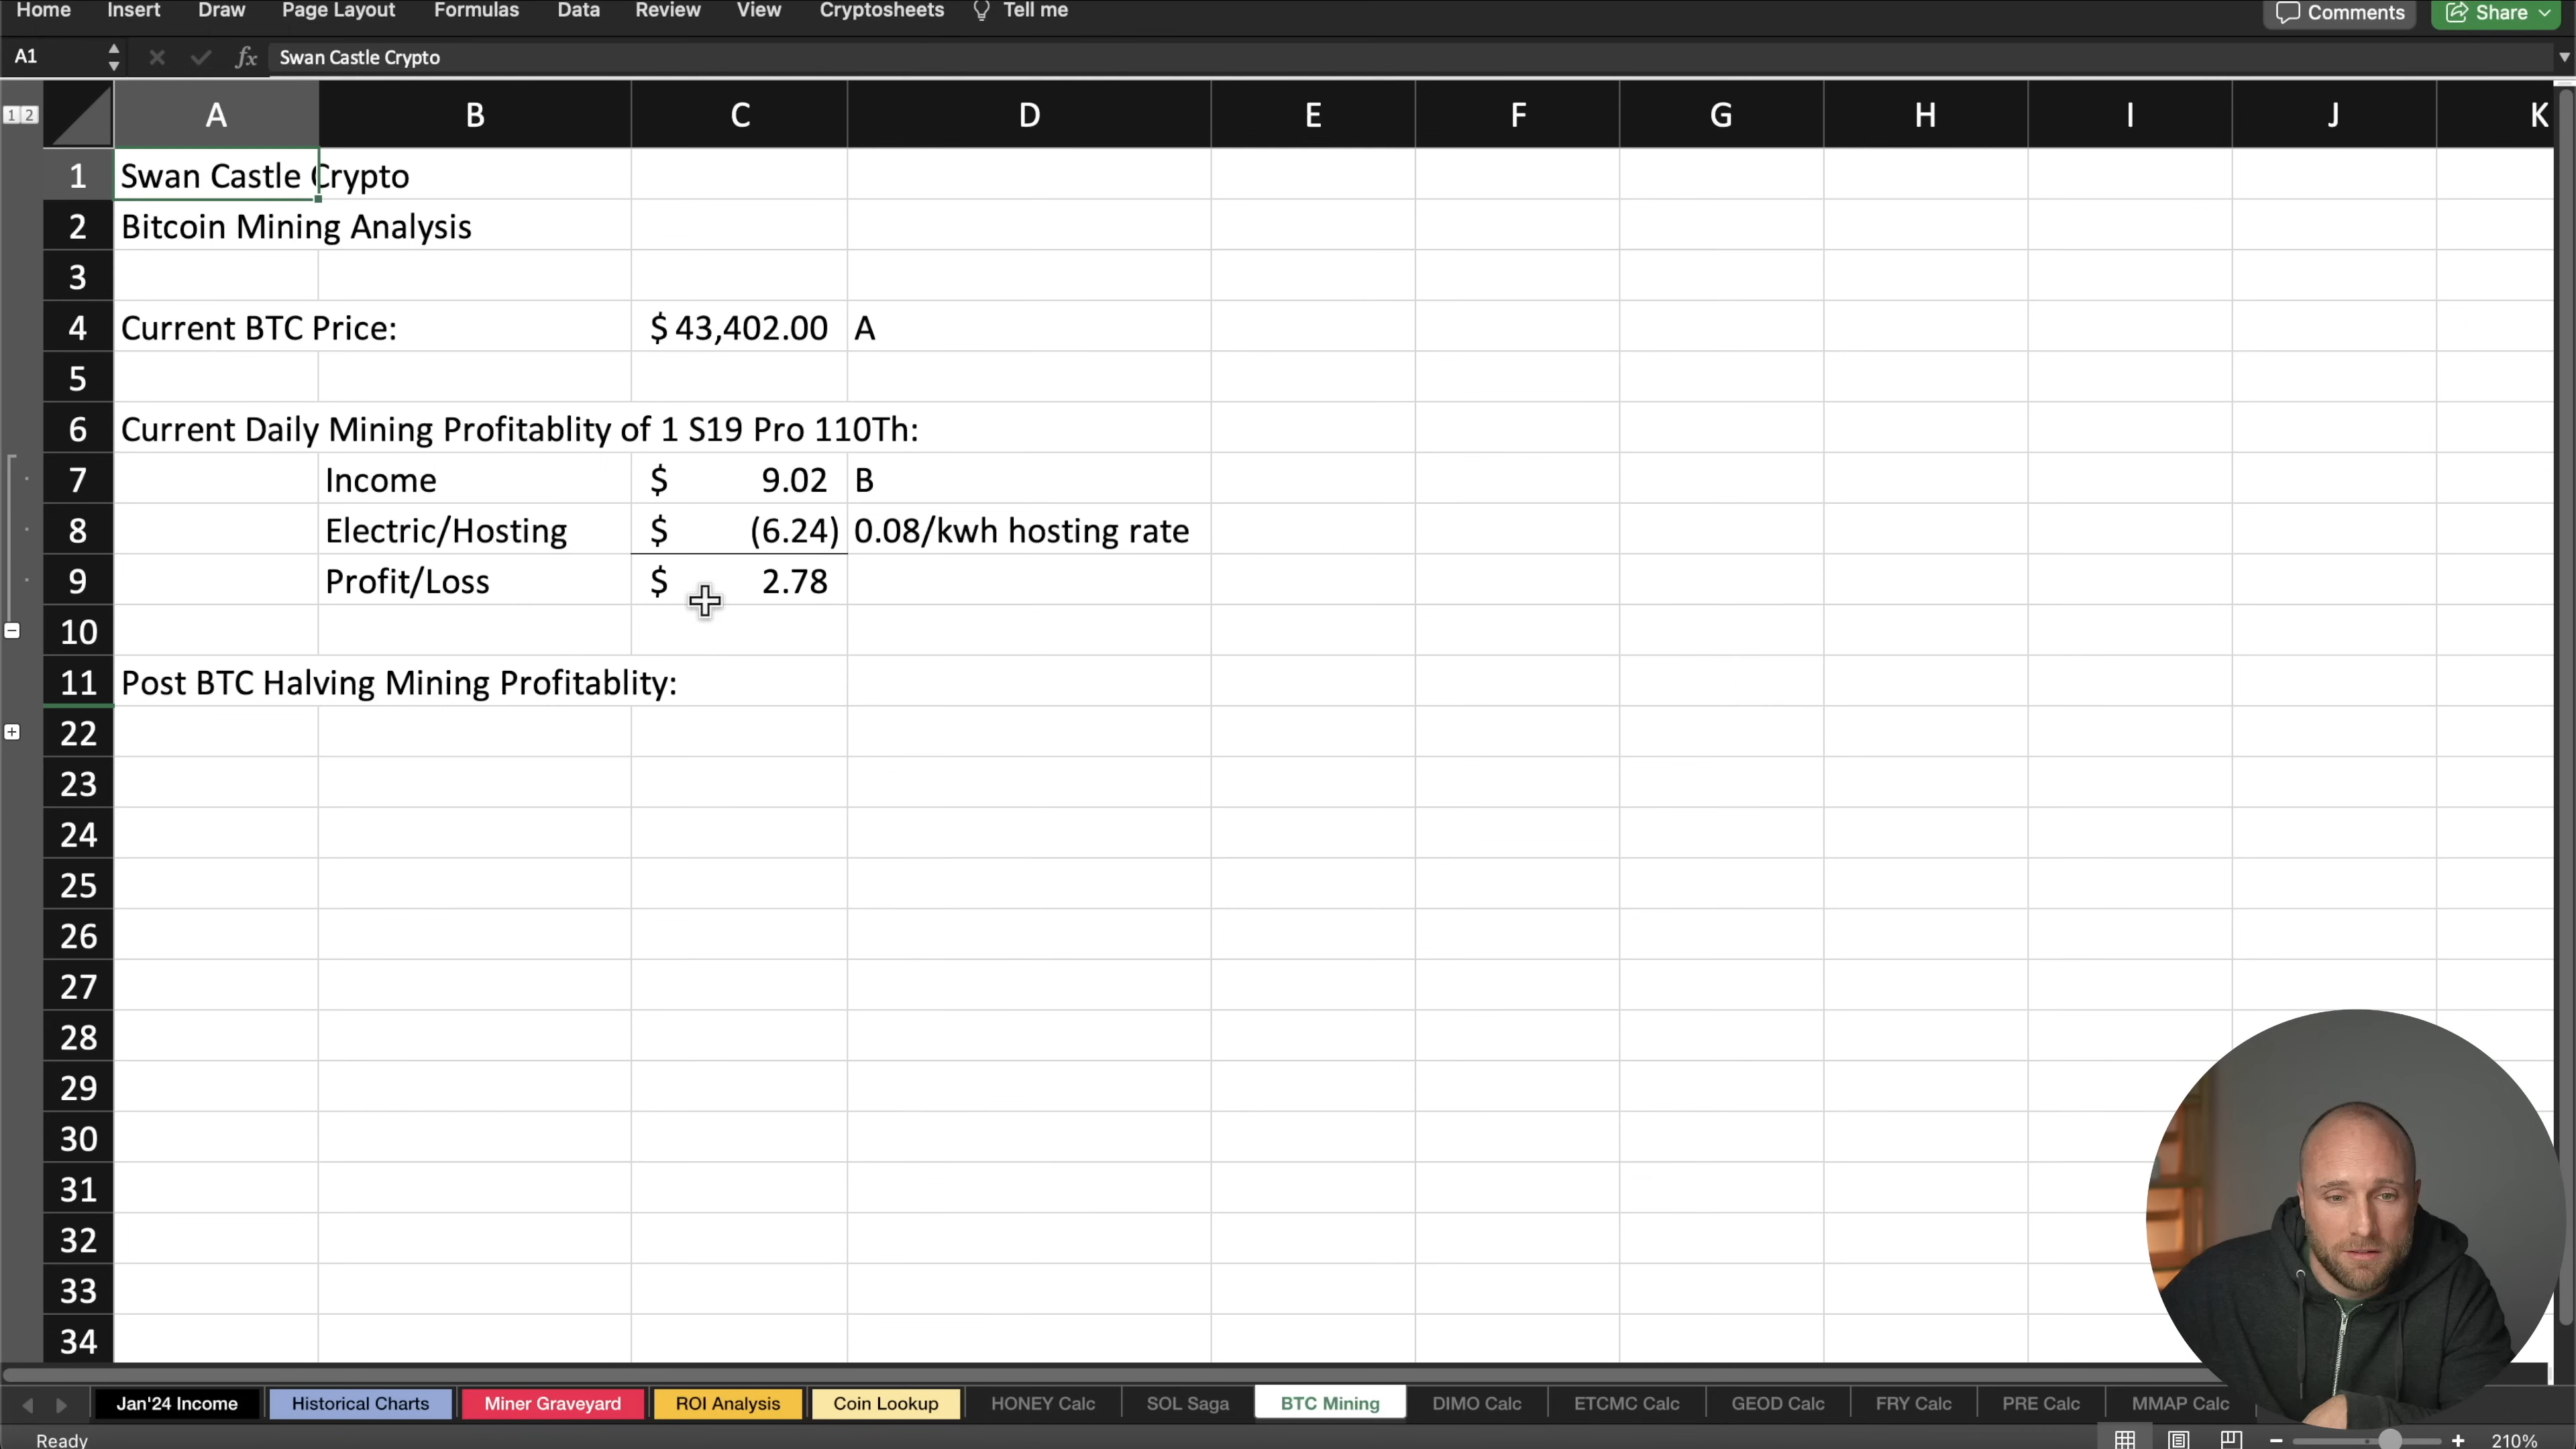 Home Insert Draw Page Layout Formulas Data Review View Cryptosheets Tell me Comments Share
A1 fx Swan Castle Crypto
1 2 A B C D E F G H I J K
1 Swan Castle Crypto
2 Bitcoin Mining Analysis
3
4 Current BTC Price: $ 43,402.00 A
5
6 Current Daily Mining Profitablity of 1 S19 Pro 110Th:
7 Income $ 9.02 B
8 Electric/Hosting $ (6.24) 0.08/kwh hosting rate
9 Profit/Loss $ 2.78
10
11 Post BTC Halving Mining Profitablity:
22
23
24
25
26
27
28
29
30
31
32
33
34
Jan'24 Income Historical Charts Miner Graveyard ROI Analysis Coin Lookup HONEY Calc SOL Saga BTC Mining DIMO Calc ETCMC Calc GEOD Calc FRY Calc PRE Calc MMAP Calc
Ready 210%